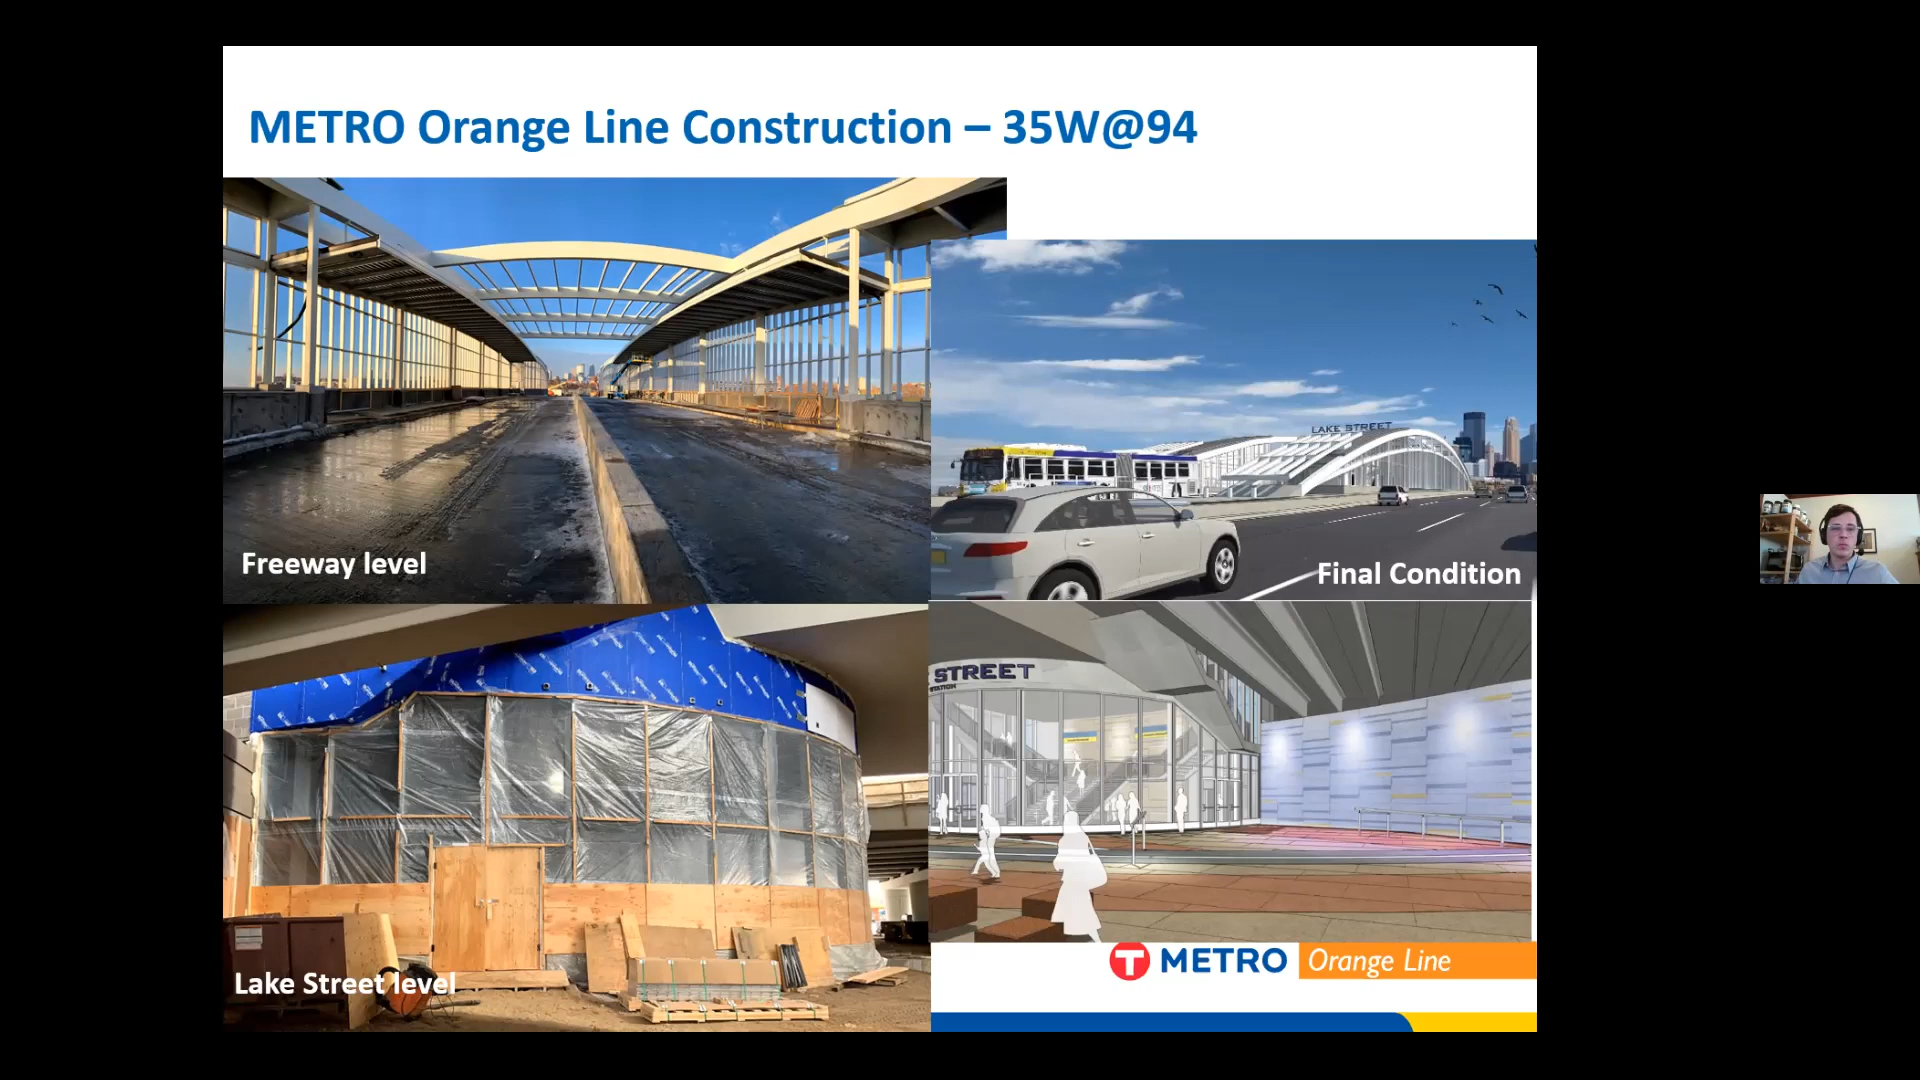 METRO Orange Line Construction – 35W@94
Freeway level
LAKE STREET
Final Condition
Lake Street level
STREET
STATION
T METRO Orange Line